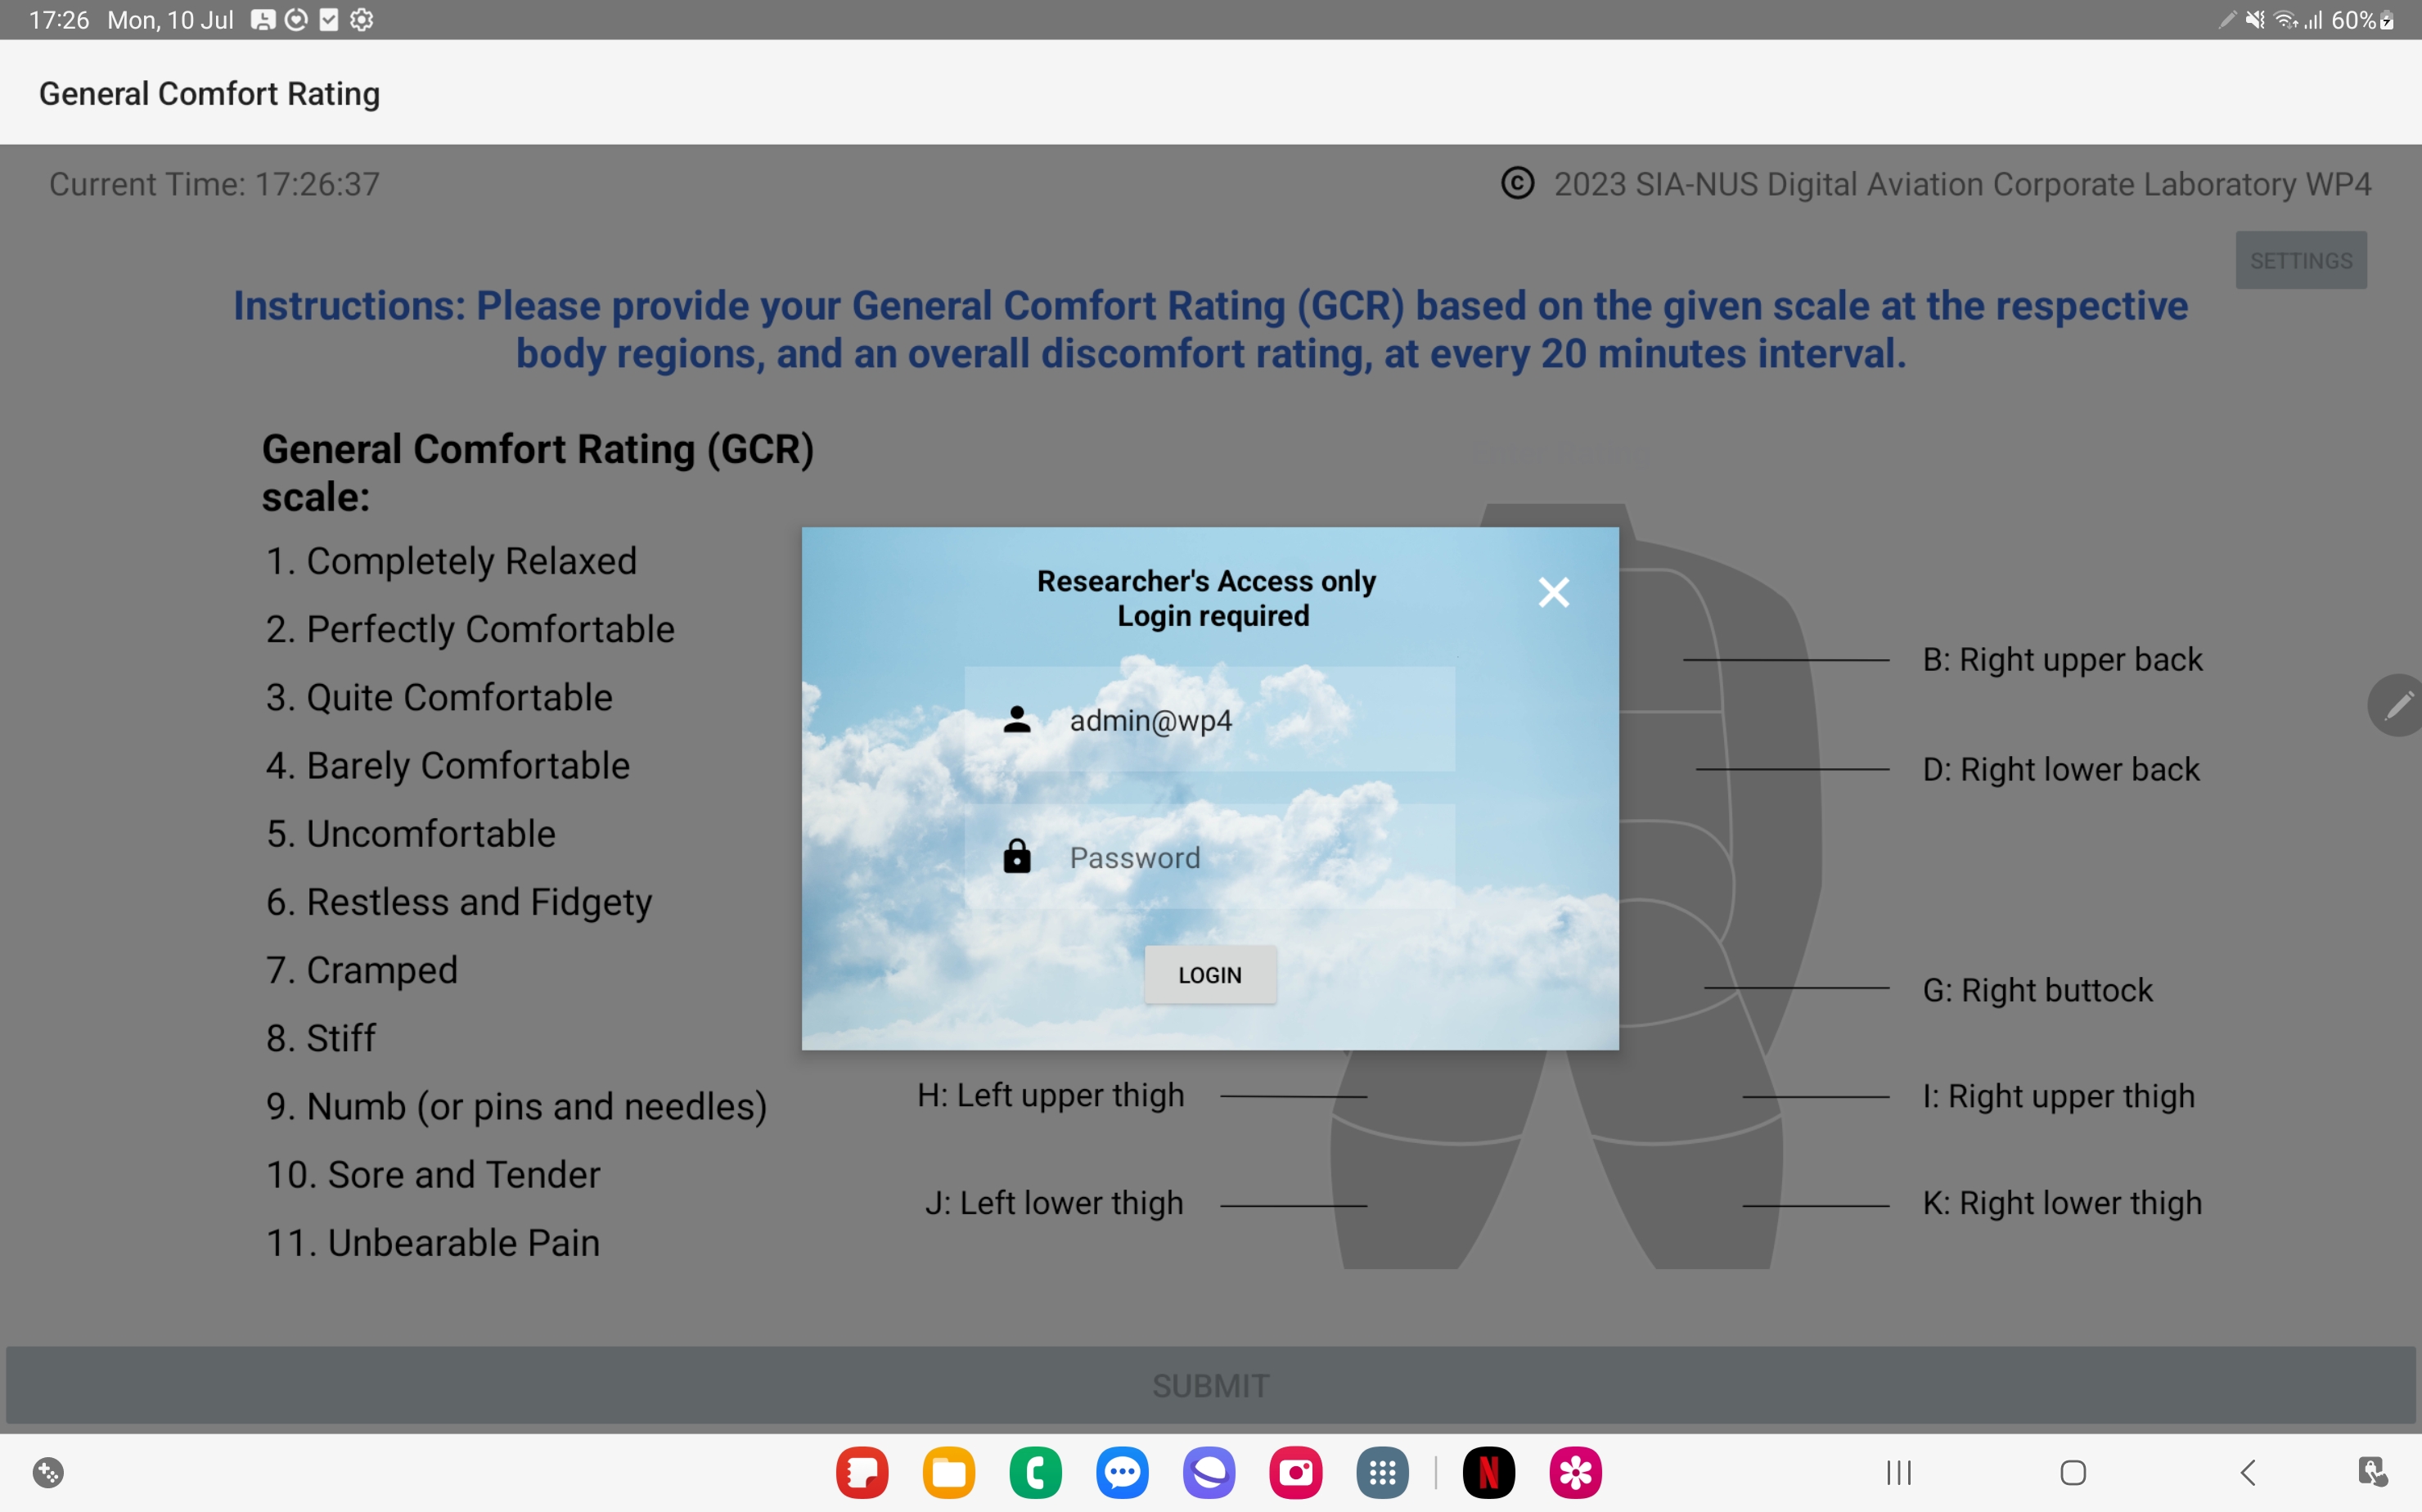 17:26 Mon, 10 Jul
60%
General Comfort Rating
Current Time: 17:26:37
© 2023 SIA-NUS Digital Aviation Corporate Laboratory WP4
SETTINGS
Instructions: Please provide your General Comfort Rating (GCR) based on the given scale at the respective
body regions, and an overall discomfort rating, at every 20 minutes interval.
General Comfort Rating (GCR)
scale:
1. Completely Relaxed
2. Perfectly Comfortable
3. Quite Comfortable
4. Barely Comfortable
5. Uncomfortable
6. Restless and Fidgety
7. Cramped
8. Stiff
9. Numb (or pins and needles)
10. Sore and Tender
11. Unbearable Pain
Researcher's Access only
Login required
admin@wp4
Password
LOGIN
B: Right upper back
D: Right lower back
G: Right buttock
H: Left upper thigh
I: Right upper thigh
J: Left lower thigh
K: Right lower thigh
SUBMIT
N